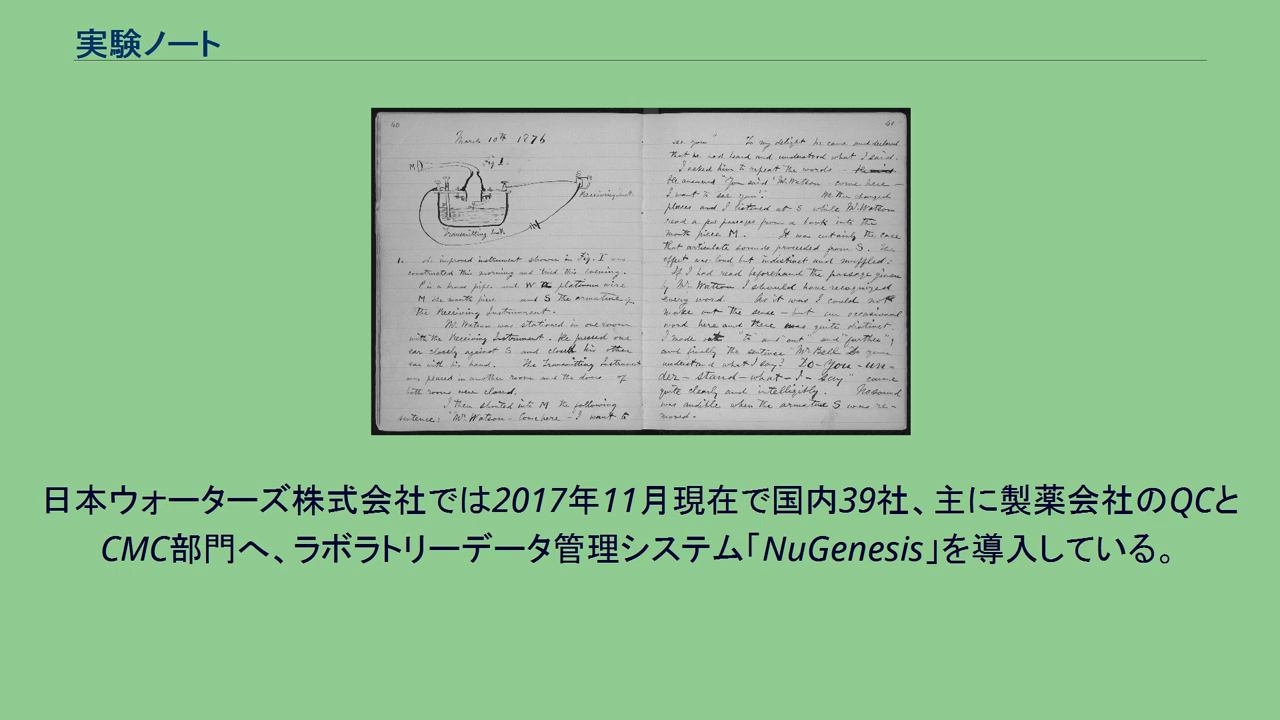 実験ノート
40
March 10th 1876
Fig 1.
M
Receiving Inst.
Transmitting Inst.
1. The improved instrument shown in Fig. I was
constructed this morning and tried this evening.
P is a brass pipe and W the platinum wire
M the mouth piece and S the armature of
the Receiving Instrument.
Mr. Watson was stationed in one room
with the Receiving Instrument. He pressed one
ear closely against S and closed his other
ear with his hand. The Transmitting Instrument
was placed in another room and the doors of
both rooms were closed.
I then shouted into M the following
sentence: "Mr. Watson - Come here - I want to
41
see you". To my delight he came and declared
that he had heard and understood what I said.
I asked him to repeat the words.
He answered "You said 'Mr. Watson - come here -
I want to see you'". We then changed
places and I listened at S while Mr. Watson
read a few passages from a book into the
mouth piece M. It was certainly the case
that articulate sounds proceeded from S. The
effect was loud but indistinct and muffled.
If I had read beforehand the passage given
by Mr. Watson I should have recognized
every word. As it was I could not
make out the sense - but an occasional
word here and there was quite distinct.
I made out "to" and "out" and "further";
and finally the sentence "Mr. Bell Do you
understand what I say? Do - you - un -
der - stand - what - I - say" came
quite clearly and intelligibly. No sound
was audible when the armature S was re-
moved.
日本ウォーターズ株式会社では2017年11月現在で国内39社、主に製薬会社のQCと
CMC部門へ、ラボラトリーデータ管理システム「NuGenesis」を導入している。